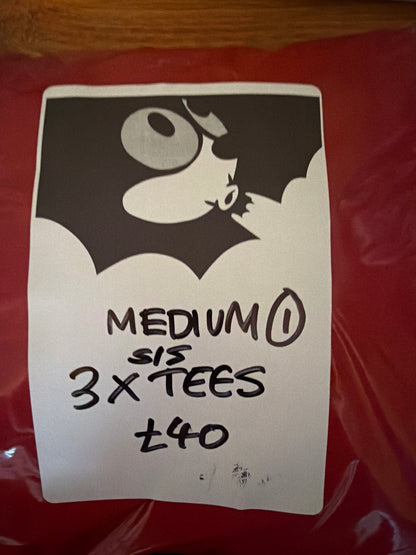 MEDIUM ①
S/S
3 X TEES
£40